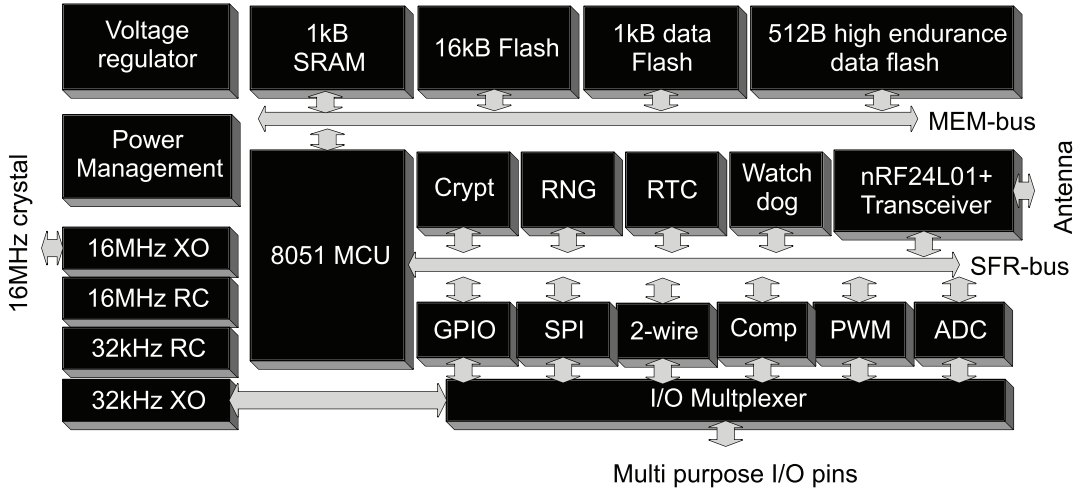 Voltage
regulator
1kB
SRAM
16kB Flash
1kB data
Flash
512B high endurance
data flash
MEM-bus
Power
Management
16MHz crystal
16MHz XO
16MHz RC
32kHz RC
32kHz XO
8051 MCU
Crypt
RNG
RTC
Watch
dog
nRF24L01+
Transceiver
Antenna
SFR-bus
GPIO
SPI
2-wire
Comp
PWM
ADC
I/O Multplexer
Multi purpose I/O pins